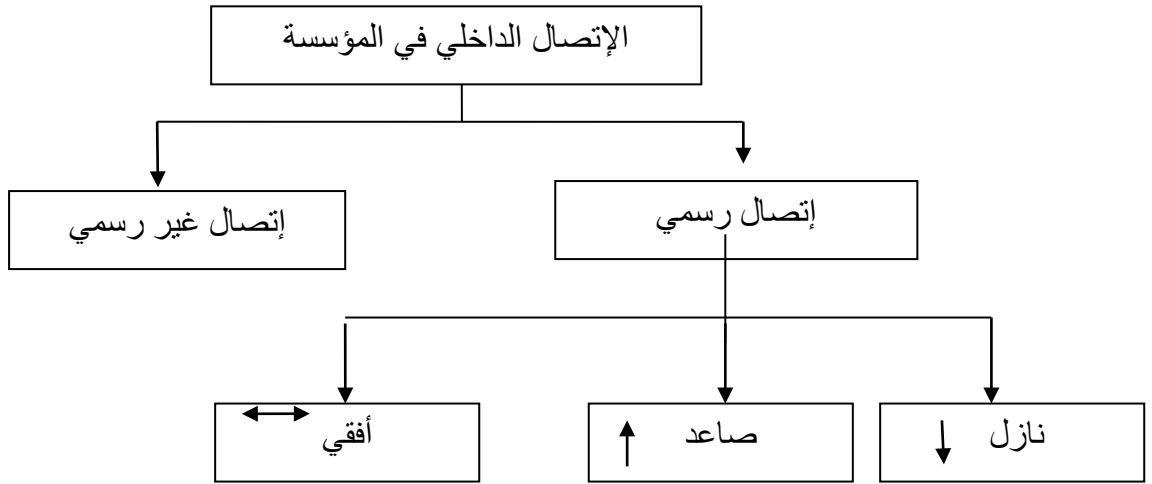 الإتصال الداخلي في المؤسسة
إتصال رسمي
إتصال غير رسمي
نازل
صاعد
أفقي